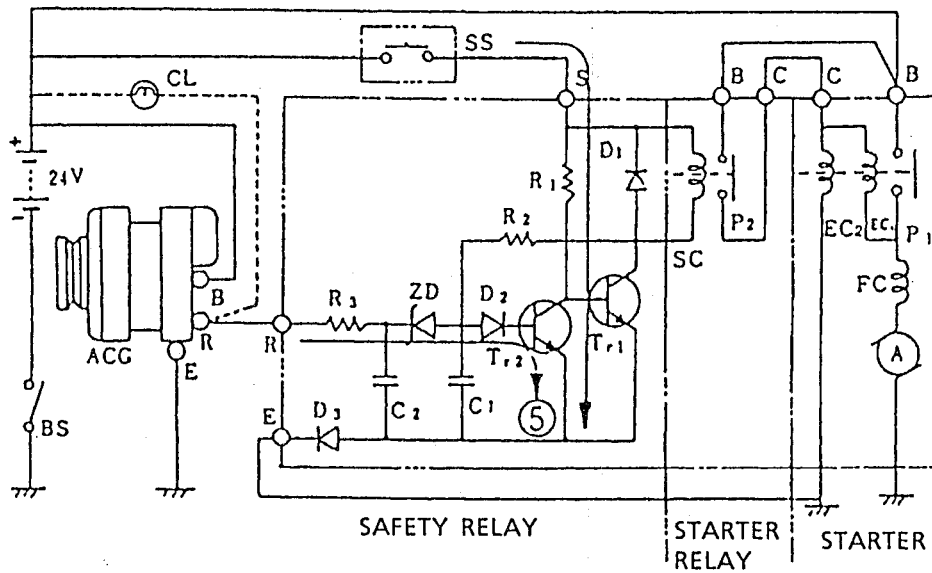 SS
CL
S
B
C
C
B
+
24V
-
D1
R1
R2
P2
EC2
EC1
P1
SC
FC
B
R3
ZD
D2
R
R
Tr2
Tr1
A
ACG
E
E
D3
C2
C1
5
BS
SAFETY RELAY
STARTER RELAY
STARTER